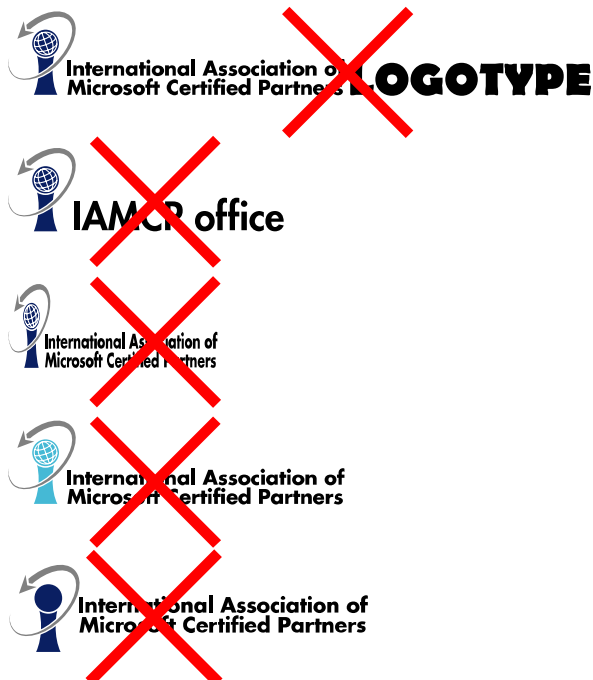 International Association of
Microsoft Certified Partners LOGOTYPE
IAMCP office
International Association of
Microsoft Certified Partners
International Association of
Microsoft Certified Partners
International Association of
Microsoft Certified Partners